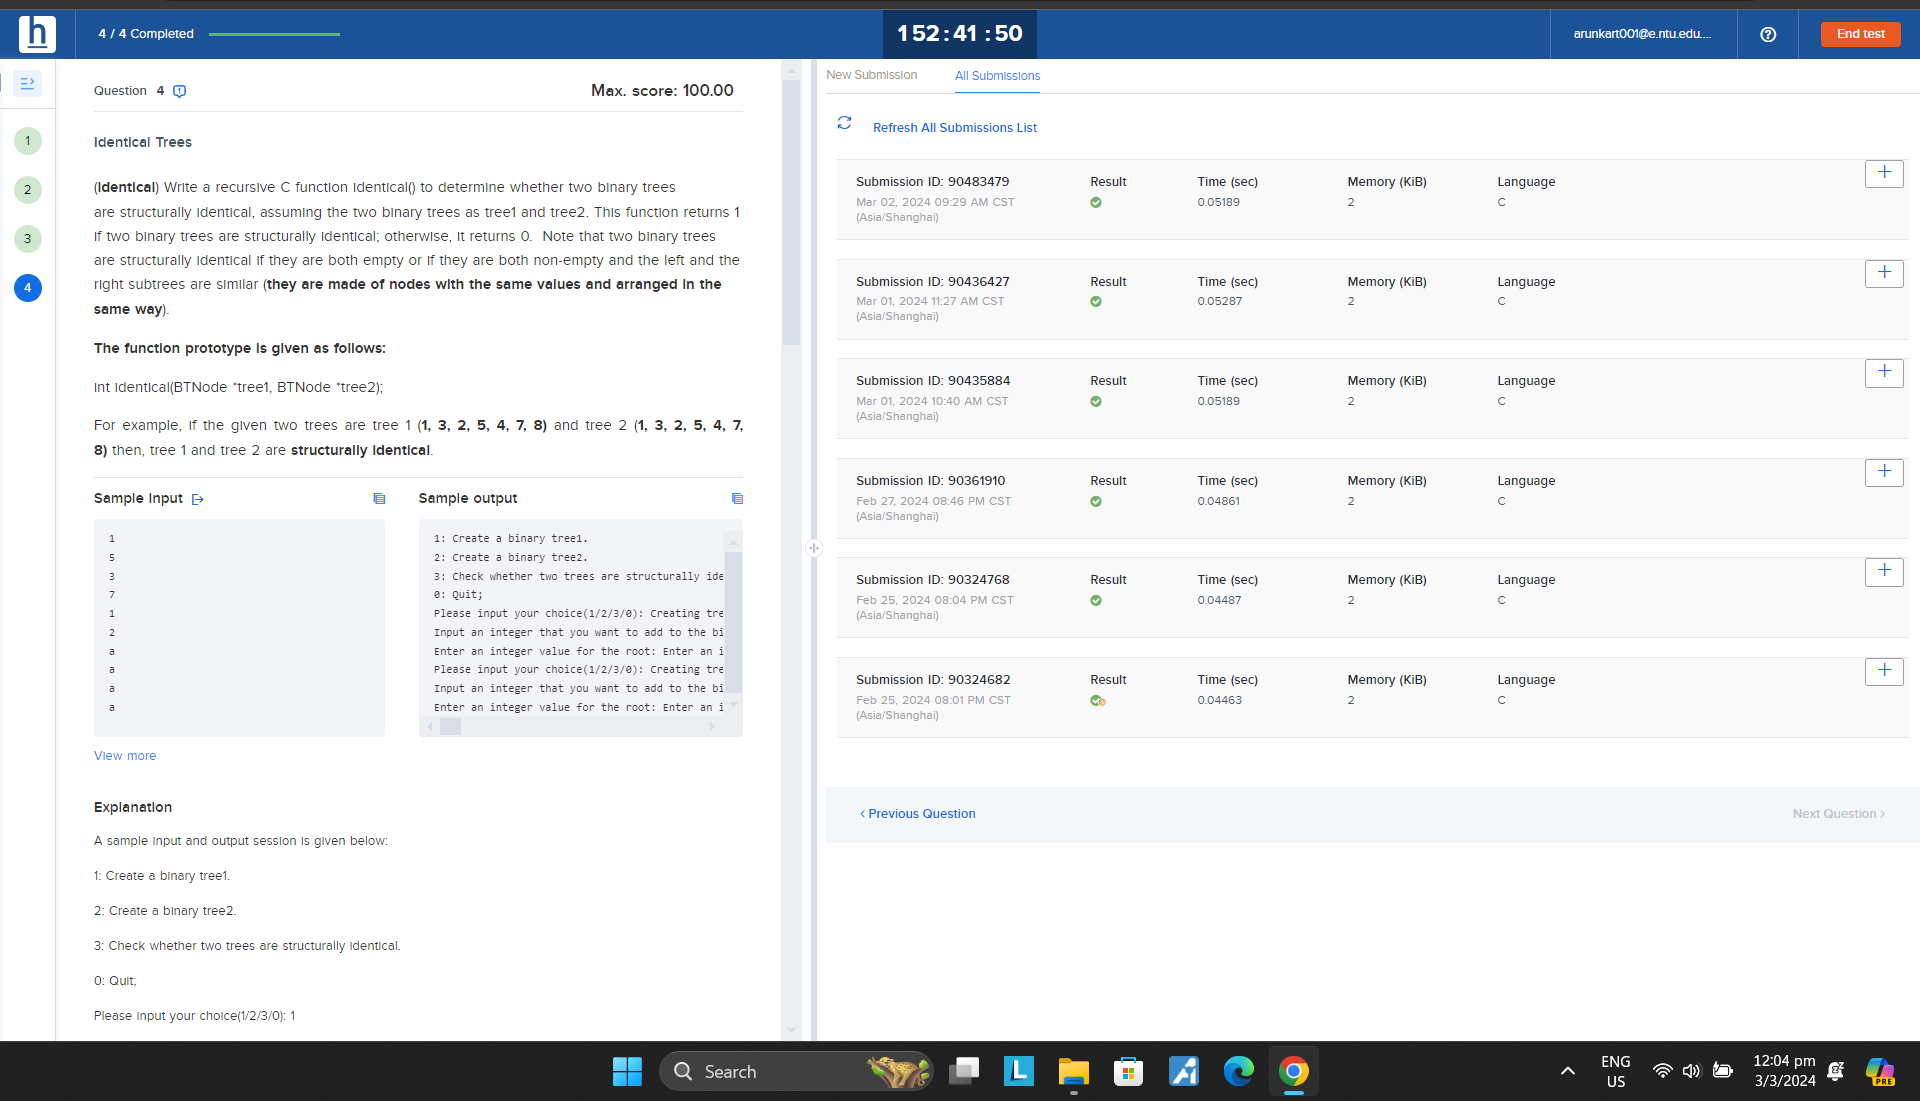 h
4 / 4 Completed
152:41:50
arunkart001@e.ntu.edu....
End test
1
2
3
4
Question 4
Max. score: 100.00
Identical Trees
(Identical) Write a recursive C function identical() to determine whether two binary trees
are structurally identical, assuming the two binary trees as tree1 and tree2. This function returns 1
if two binary trees are structurally identical; otherwise, it returns 0. Note that two binary trees
are structurally identical if they are both empty or if they are both non-empty and the left and the
right subtrees are similar (they are made of nodes with the same values and arranged in the
same way).
The function prototype is given as follows:
int identical(BTNode *tree1, BTNode *tree2);
For example, if the given two trees are tree 1 (1, 3, 2, 5, 4, 7, 8) and tree 2 (1, 3, 2, 5, 4, 7,
8) then, tree 1 and tree 2 are structurally identical.
Sample input
1
5
3
7
1
2
a
a
a
a
Sample output
1: Create a binary tree1.
2: Create a binary tree2.
3: Check whether two trees are structurally ide
0: Quit;
Please input your choice(1/2/3/0): Creating tre
Input an integer that you want to add to the bi
Enter an integer value for the root: Enter an i
Please input your choice(1/2/3/0): Creating tre
Input an integer that you want to add to the bi
Enter an integer value for the root: Enter an i
View more
Explanation
A sample input and output session is given below:
1: Create a binary tree1.
2: Create a binary tree2.
3: Check whether two trees are structurally identical.
0: Quit;
Please input your choice(1/2/3/0): 1
New Submission
All Submissions
Refresh All Submissions List
Submission ID: 90483479 Result Time (sec) Memory (KiB) Language
Mar 02, 2024 09:29 AM CST 0.05189 2 C
(Asia/Shanghai)
Submission ID: 90436427 Result Time (sec) Memory (KiB) Language
Mar 01, 2024 11:27 AM CST 0.05287 2 C
(Asia/Shanghai)
Submission ID: 90435884 Result Time (sec) Memory (KiB) Language
Mar 01, 2024 10:40 AM CST 0.05189 2 C
(Asia/Shanghai)
Submission ID: 90361910 Result Time (sec) Memory (KiB) Language
Feb 27, 2024 08:46 PM CST 0.04861 2 C
(Asia/Shanghai)
Submission ID: 90324768 Result Time (sec) Memory (KiB) Language
Feb 25, 2024 08:04 PM CST 0.04487 2 C
(Asia/Shanghai)
Submission ID: 90324682 Result Time (sec) Memory (KiB) Language
Feb 25, 2024 08:01 PM CST 0.04463 2 C
(Asia/Shanghai)
< Previous Question
Next Question >
Search
L
ENG
US
12:04 pm
3/3/2024
PRE